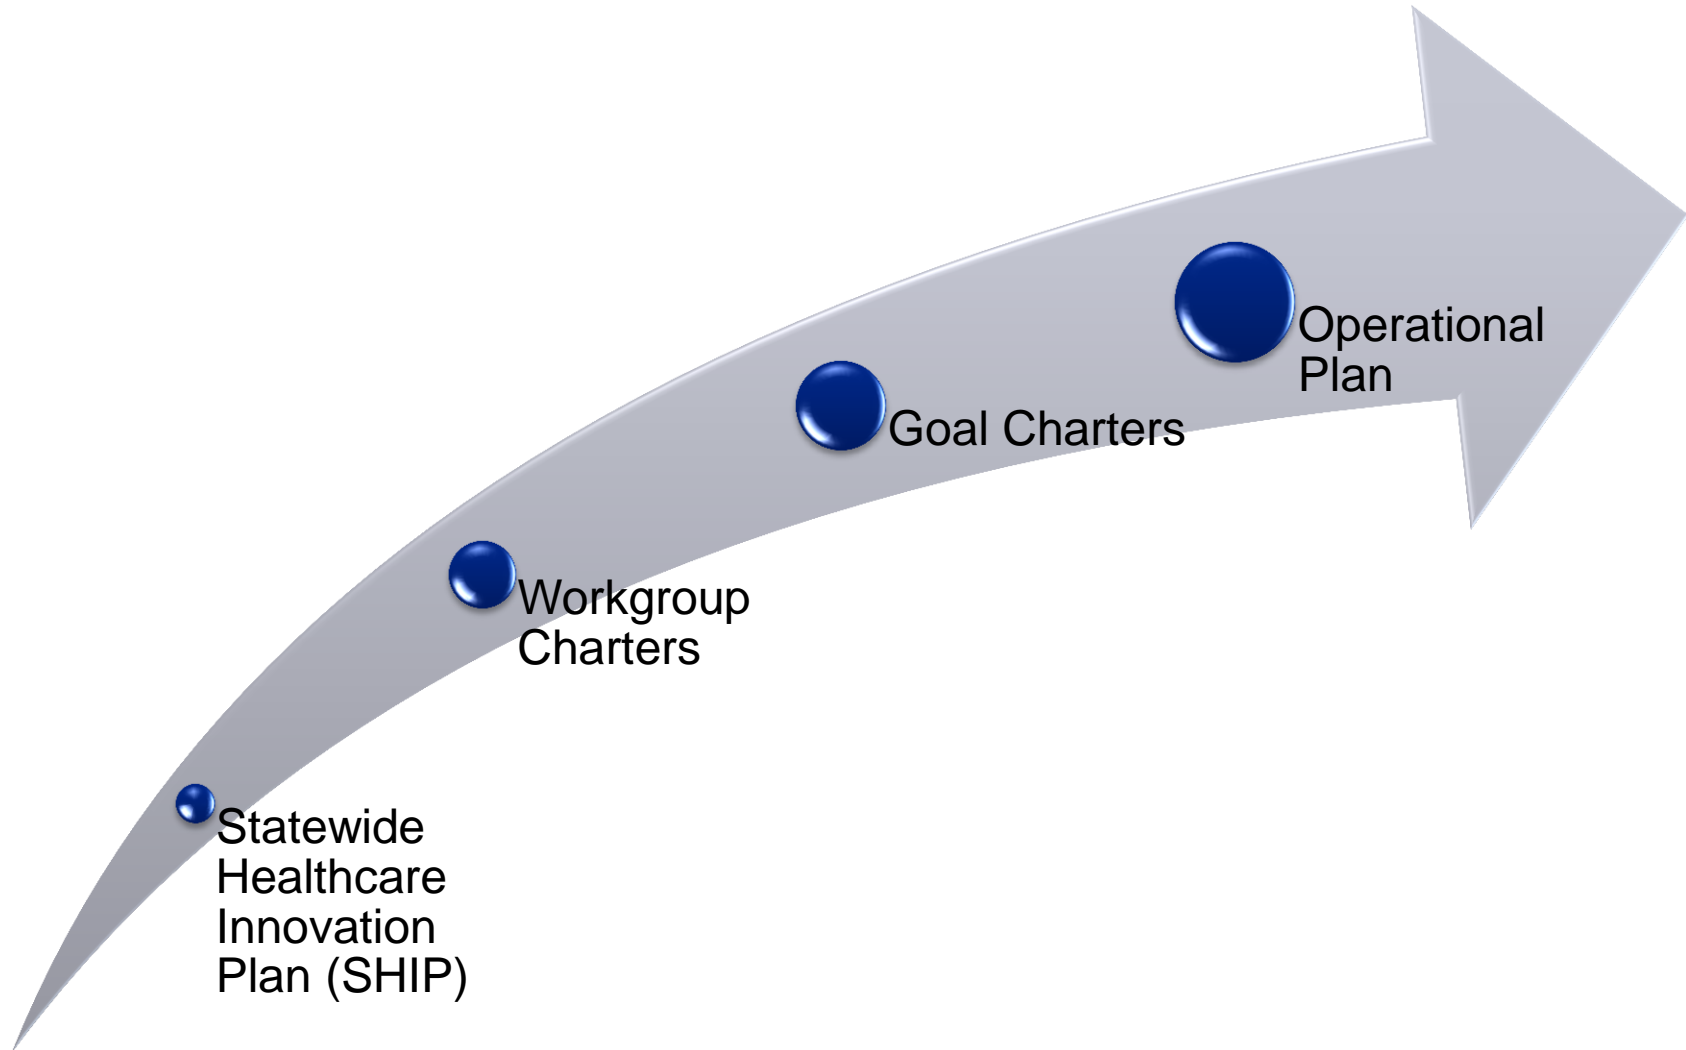 Operational
Plan
Goal Charters
Workgroup
Charters
Statewide
Healthcare
Innovation
Plan (SHIP)